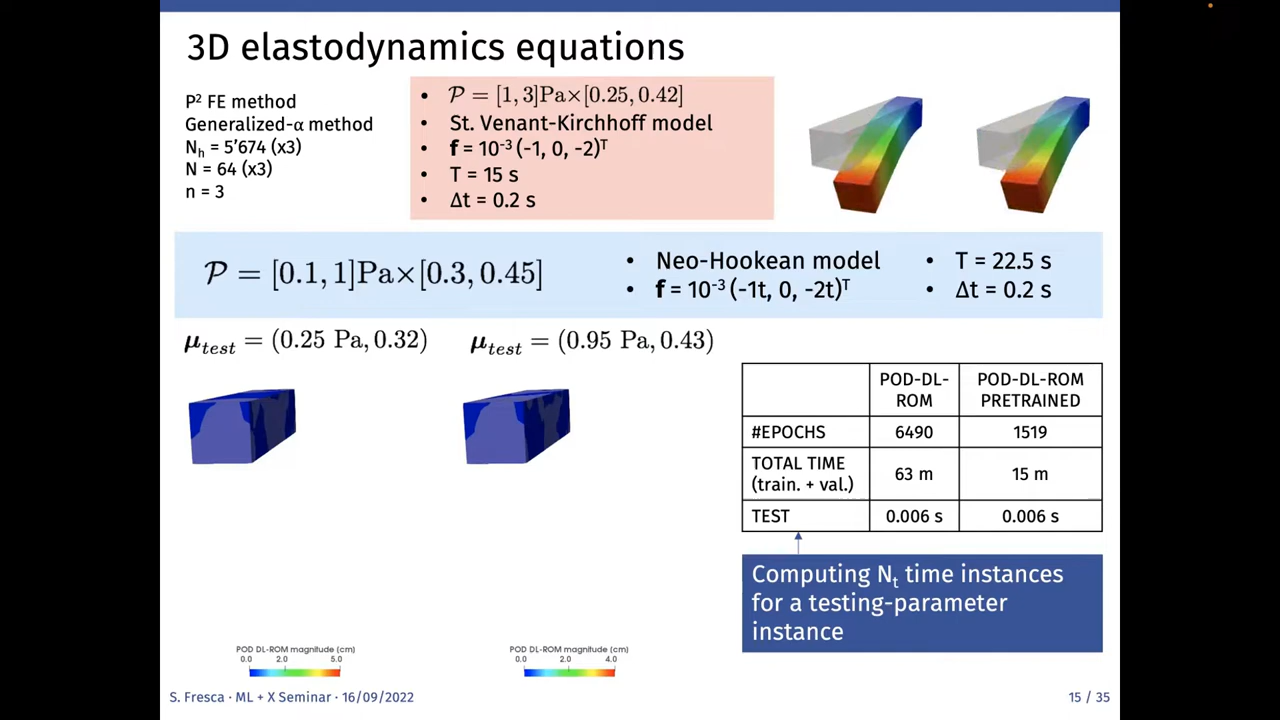 3D elastodynamics equations
P² FE method
Generalized-α method
Nₕ = 5'674 (x3)
N = 64 (x3)
n = 3
• 𝒫 = [1, 3]Pa×[0.25, 0.42]
• St. Venant-Kirchhoff model
• f = 10⁻³ (-1, 0, -2)ᵀ
• T = 15 s
• Δt = 0.2 s
𝒫 = [0.1, 1]Pa×[0.3, 0.45]
• Neo-Hookean model
• f = 10⁻³ (-1t, 0, -2t)ᵀ
• T = 22.5 s
• Δt = 0.2 s
μ_test = (0.25 Pa, 0.32)
μ_test = (0.95 Pa, 0.43)
POD-DL-
ROM
POD-DL-ROM
PRETRAINED
#EPOCHS 6490 1519
TOTAL TIME
(train. + val.) 63 m 15 m
TEST 0.006 s 0.006 s
Computing Nₜ time instances
for a testing-parameter
instance
POD DL-ROM magnitude (cm)
0.0 2.0 5.0
POD DL-ROM magnitude (cm)
0.0 2.0 4.0
S. Fresca · ML + X Seminar · 16/09/2022
15 / 35